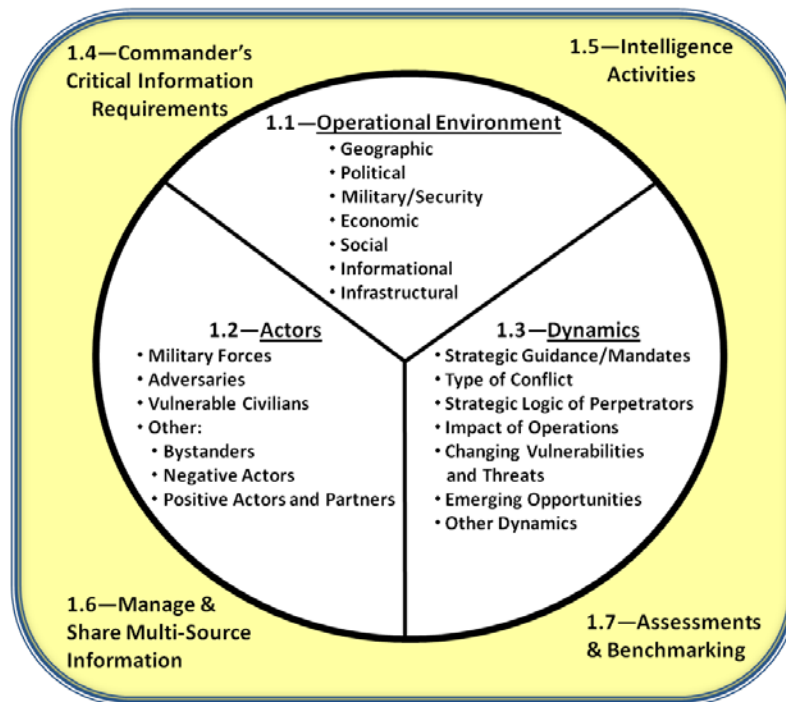 1.4—Commander's
Critical Information
Requirements
1.5—Intelligence
Activities
1.1—Operational Environment
• Geographic
• Political
• Military/Security
• Economic
• Social
• Informational
• Infrastructural
1.2—Actors
• Military Forces
• Adversaries
• Vulnerable Civilians
• Other:
• Bystanders
• Negative Actors
• Positive Actors and Partners
1.3—Dynamics
• Strategic Guidance/Mandates
• Type of Conflict
• Strategic Logic of Perpetrators
• Impact of Operations
• Changing Vulnerabilities
and Threats
• Emerging Opportunities
• Other Dynamics
1.6—Manage &
Share Multi-Source
Information
1.7—Assessments
& Benchmarking